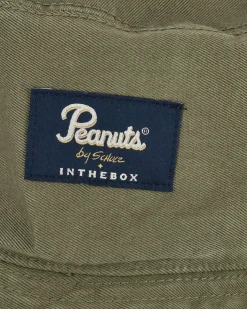 Peanuts®
by Schulz
+
INTHEBOX